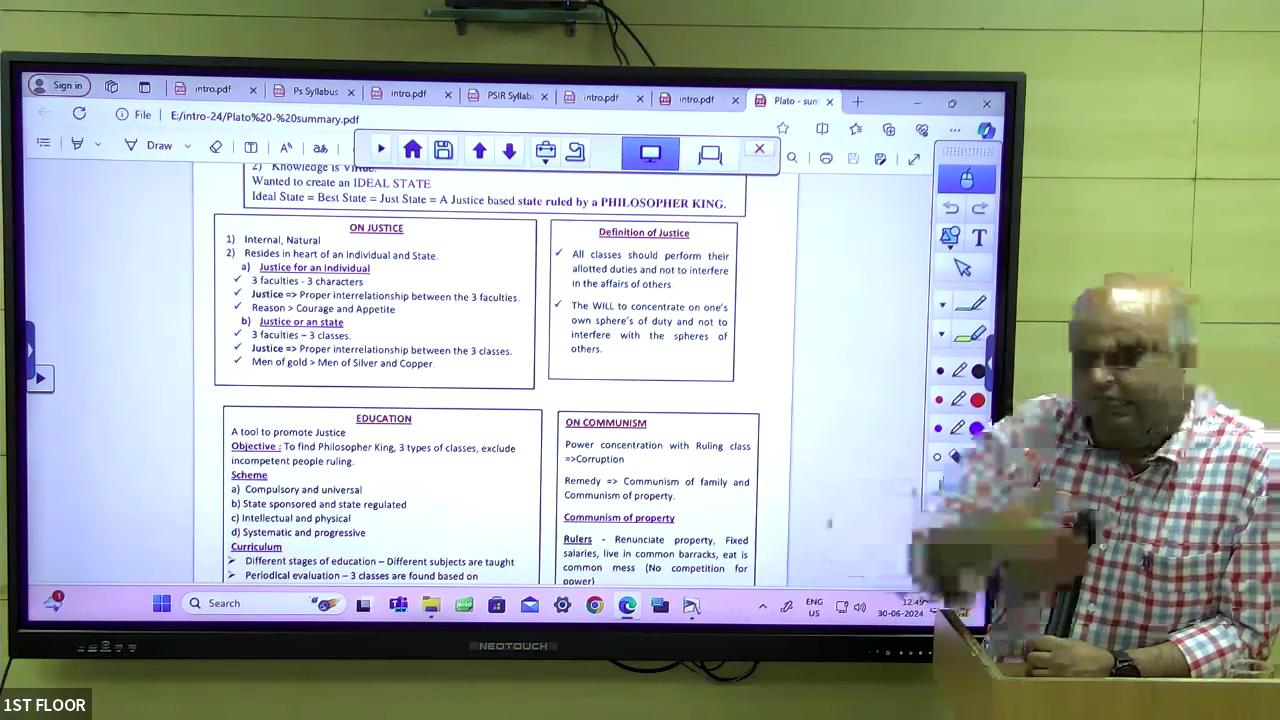 Sign in
intro.pdf
Ps Syllabus
intro.pdf
PSIR Syllab
intro.pdf
intro.pdf
Plato - sum
File
E:/intro-24/Plato%20-%20summary.pdf
Draw
2) Knowledge is Virtue.
Wanted to create an IDEAL STATE
Ideal State = Best State = Just State = A Justice based state ruled by a PHILOSOPHER KING.
ON JUSTICE
1) Internal, Natural
2) Resides in heart of an Individual and State.
a) Justice for an Individual
✓ 3 faculties - 3 characters
✓ Justice => Proper interrelationship between the 3 faculties.
✓ Reason > Courage and Appetite
b) Justice or an state
✓ 3 faculties – 3 classes.
✓ Justice => Proper interrelationship between the 3 classes.
✓ Men of gold > Men of Silver and Copper.
Definition of Justice
✓ All classes should perform their
allotted duties and not to interfere
in the affairs of others.
✓ The WILL to concentrate on one's
own sphere's of duty and not to
interfere with the spheres of
others.
EDUCATION
A tool to promote Justice
Objective : To find Philosopher King, 3 types of classes, exclude
incompetent people ruling.
Scheme
a) Compulsory and universal
b) State sponsored and state regulated
c) Intellectual and physical
d) Systematic and progressive
Curriculum
➢ Different stages of education – Different subjects are taught
➢ Periodical evaluation – 3 classes are found based on
ON COMMUNISM
Power concentration with Ruling class
=>Corruption
Remedy => Communism of family and
Communism of property.
Communism of property
Rulers - Renunciate property, Fixed
salaries, live in common barracks, eat is
common mess (No competition for
power)
Search
ENG
US
12:45
30-06-2024
NEOTOUCH
1ST FLOOR